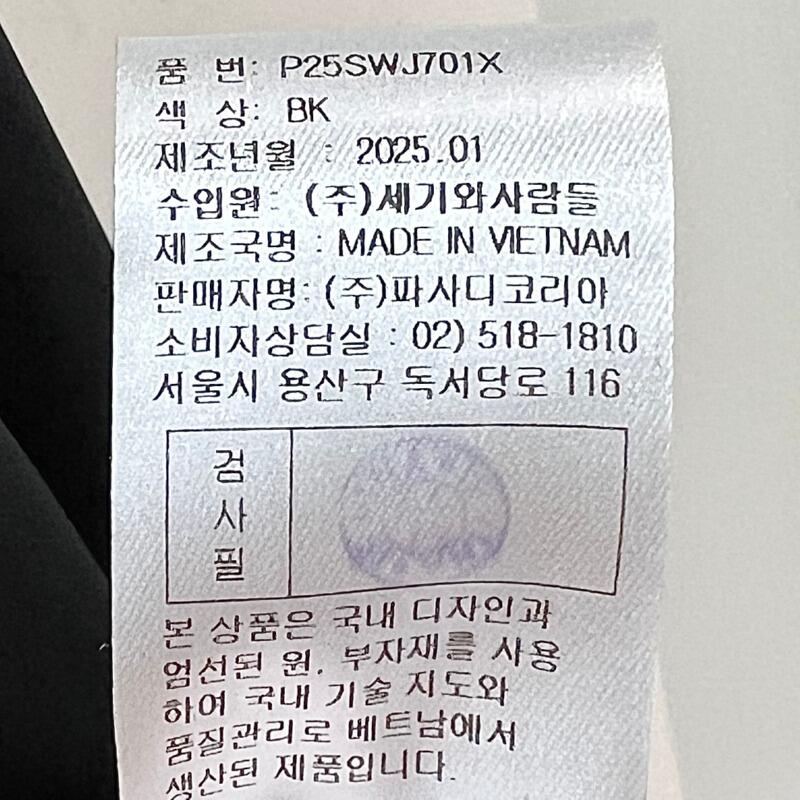 품 번: P25SWJ701X
색 상: BK
제조년월 : 2025.01
수입원: (주)세기와사람들
제조국명 : MADE IN VIETNAM
판매자명: (주)파사디코리아
소비자상담실 : 02) 518-1810
서울시 용산구 독서당로 116
검
사
필
본 상품은 국내 디자인과
엄선된 원, 부자재를 사용
하여 국내 기술 지도와
품질관리로 베트남에서
생산된 제품입니다.